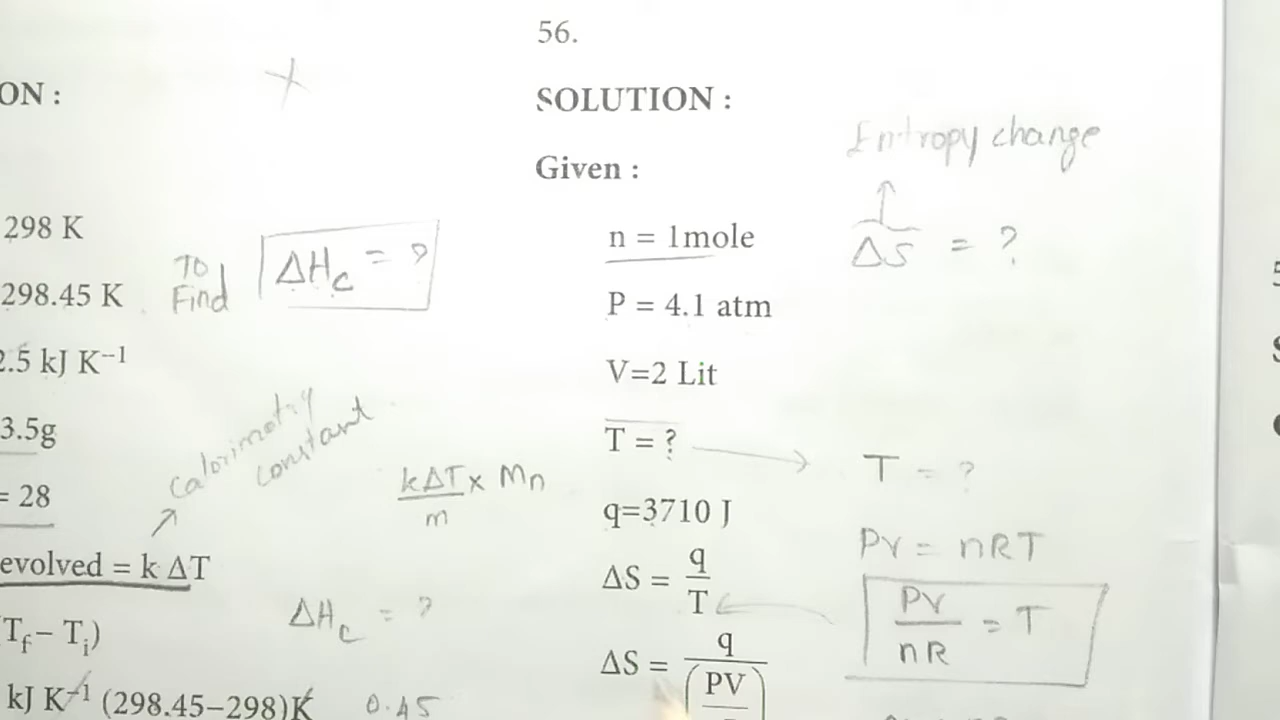 ON :
298 K
298.45 K
2.5 kJ K⁻¹
3.5g
= 28
evolved = k ΔT
Tf – Ti)
kJ K⁻¹ (298.45–298)K
0.45
To
Find
ΔHc = ?
calorimetry
constant
kΔT/m x Mn
ΔHc = ?
56.
SOLUTION :
Given :
n = 1mole
P = 4.1 atm
V=2 Lit
T = ?
q=3710 J
ΔS = q/T
ΔS = q/(PV
Entropy change
ΔS = ?
T = ?
PV = nRT
PV/nR = T